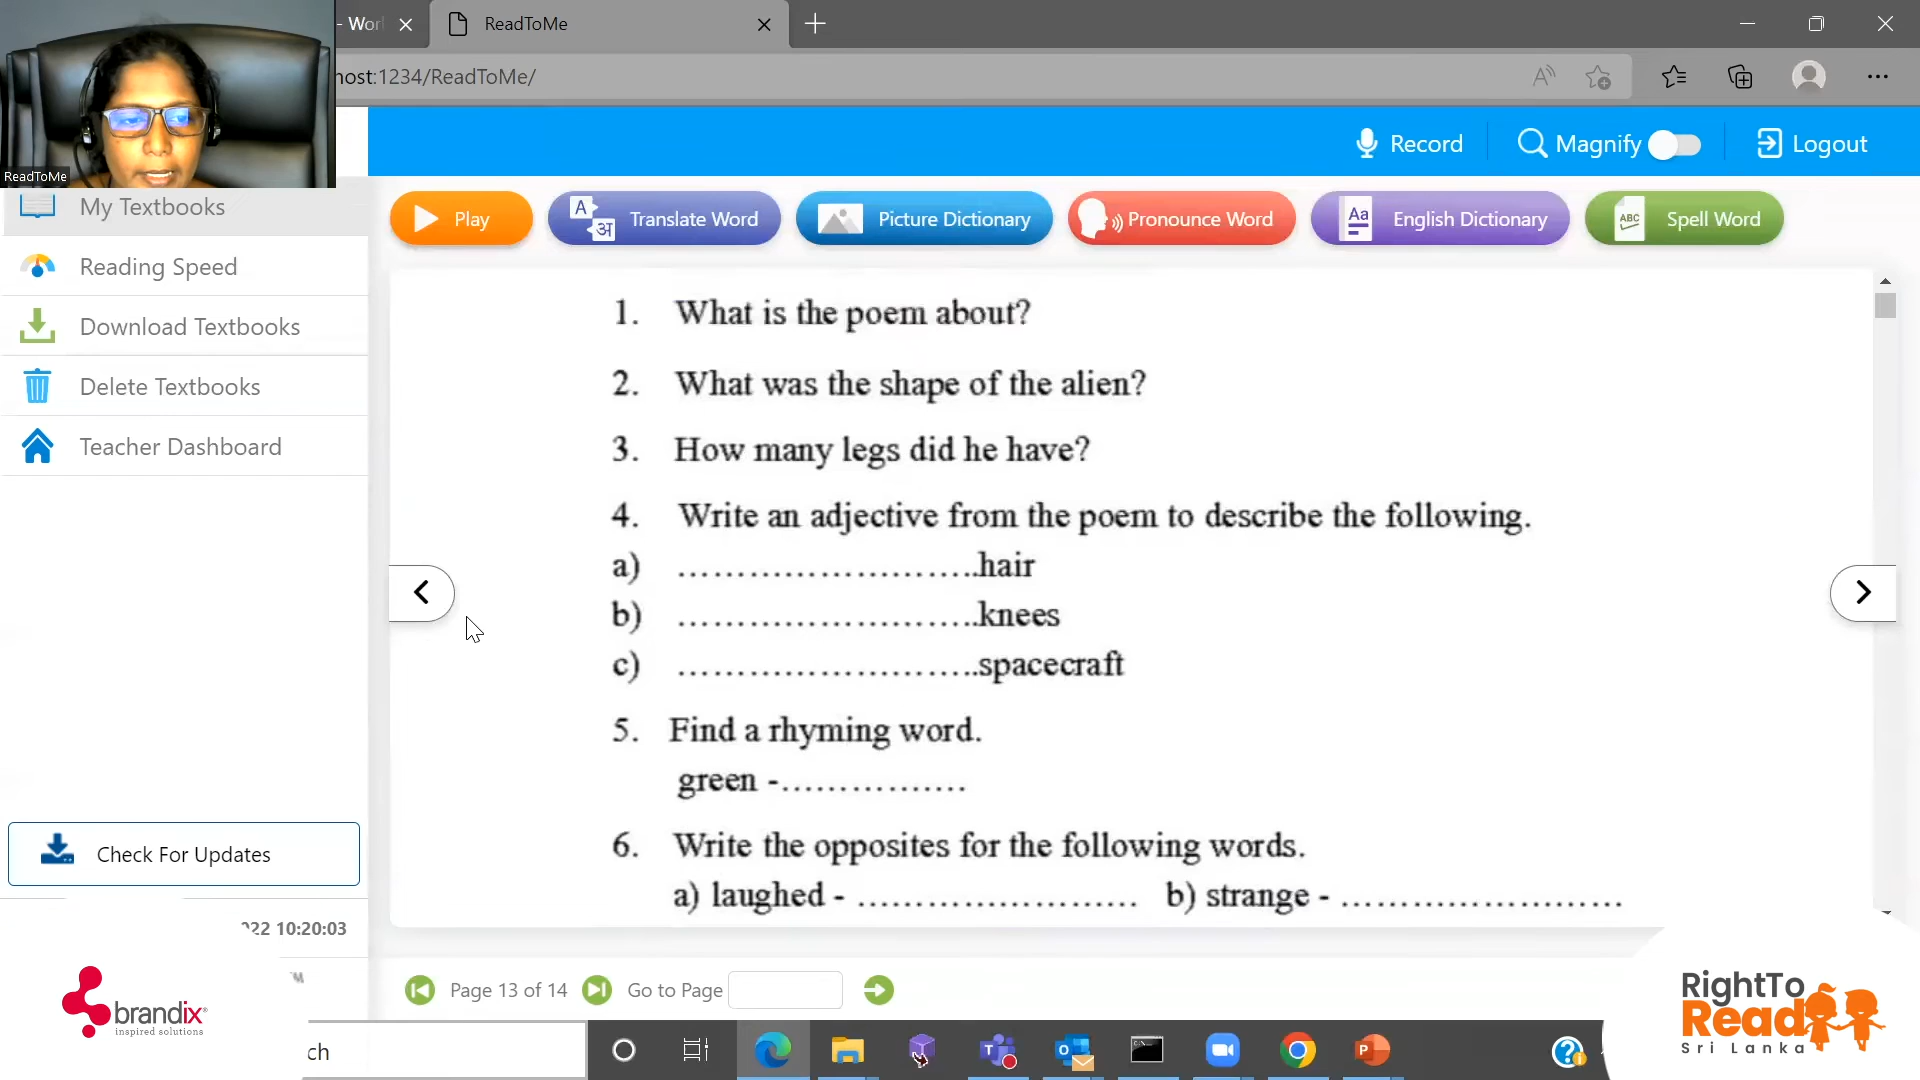 - Wor
ReadToMe
host:1234/ReadToMe/
ReadToMe
Record
Magnify
Logout
My Textbooks
Reading Speed
Download Textbooks
Delete Textbooks
Teacher Dashboard
Play
Translate Word
Picture Dictionary
Pronounce Word
English Dictionary
Spell Word
1. What is the poem about?
2. What was the shape of the alien?
3. How many legs did he have?
4. Write an adjective from the poem to describe the following.
a) ..........................hair
b) ..........................knees
c) ..........................spacecraft
5. Find a rhyming word.
green -................
6. Write the opposites for the following words.
a) laughed - ........................ b) strange - ........................
Check For Updates
022 10:20:03
Page 13 of 14
Go to Page
brandix
inspired solutions
RightTo
Read
Sri Lanka
ch